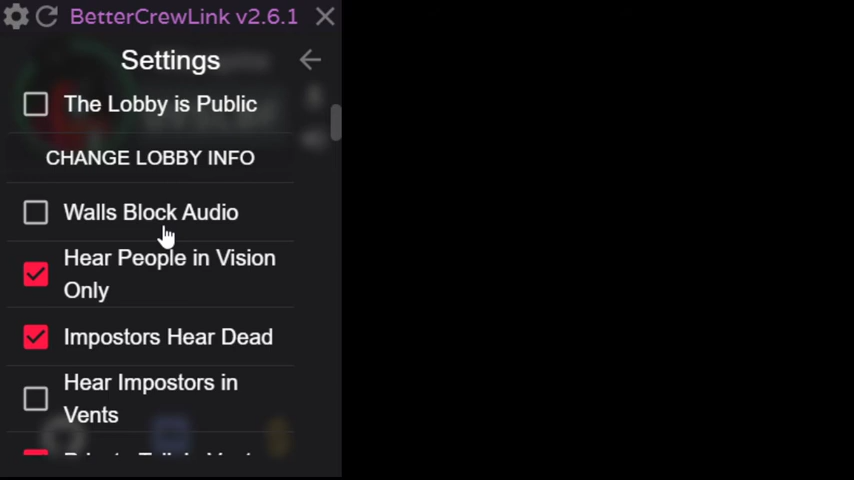 BetterCrewLink v2.6.1
Settings
The Lobby is Public
CHANGE LOBBY INFO
Walls Block Audio
Hear People in Vision
Only
Impostors Hear Dead
Hear Impostors in
Vents